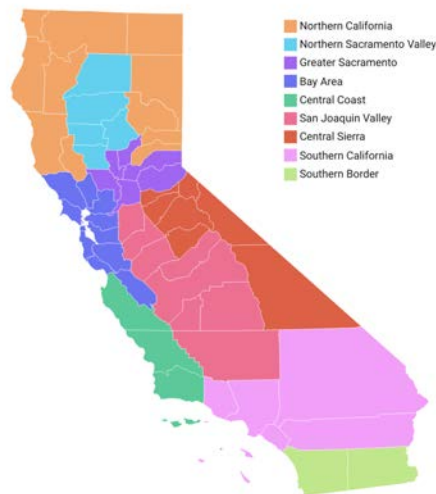 Northern California
Northern Sacramento Valley
Greater Sacramento
Bay Area
Central Coast
San Joaquin Valley
Central Sierra
Southern California
Southern Border